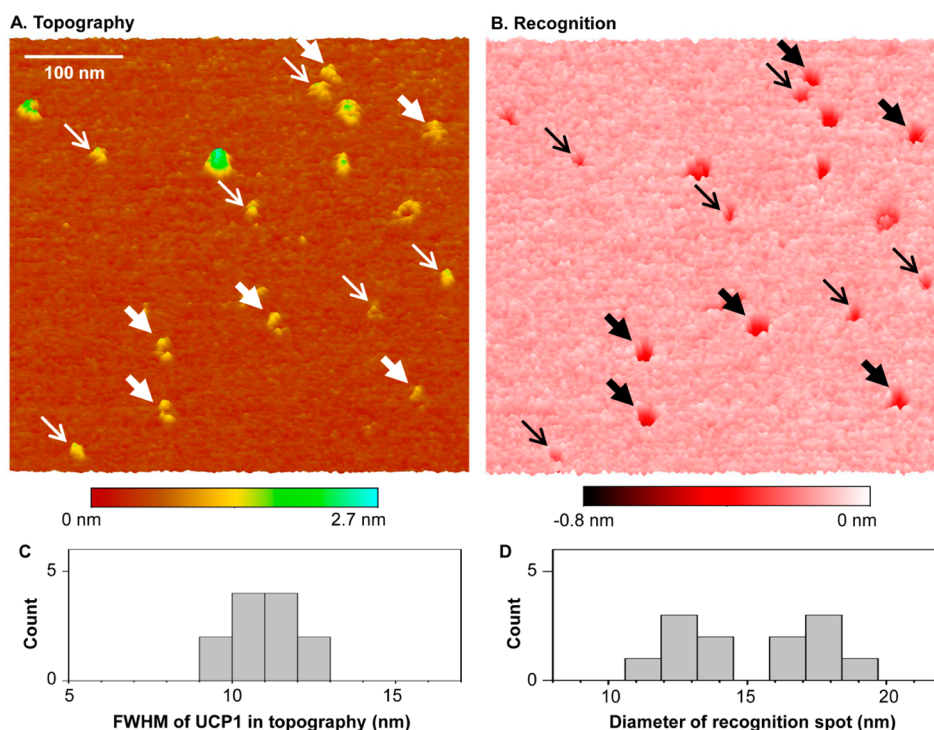 A. Topography
B. Recognition
100 nm
0 nm
2.7 nm
-0.8 nm
0 nm
C
D
5
0
Count
5
10
15
FWHM of UCP1 in topography (nm)
5
0
Count
10
15
20
Diameter of recognition spot (nm)